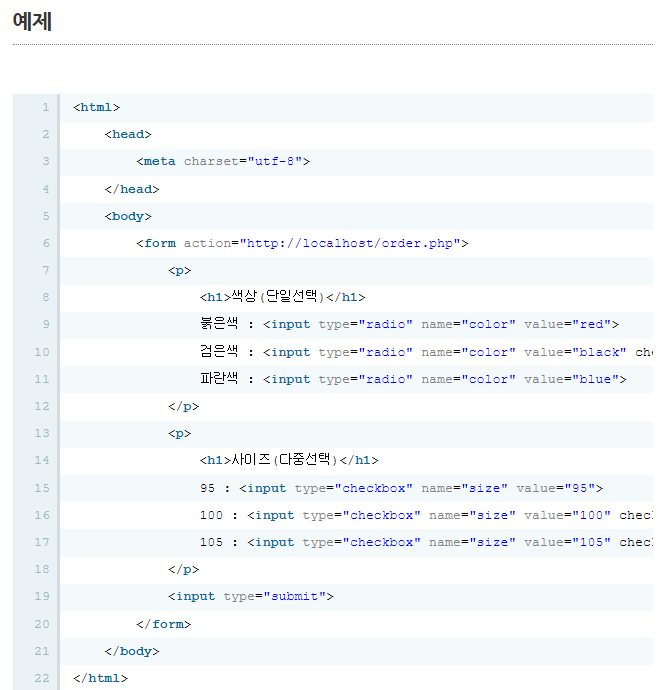 예제
1 <html>
2 <head>
3 <meta charset="utf-8">
4 </head>
5 <body>
6 <form action="http://localhost/order.php">
7 <p>
8 <h1>색상(단일선택)</h1>
9 붉은색 : <input type="radio" name="color" value="red">
10 검은색 : <input type="radio" name="color" value="black" che
11 파란색 : <input type="radio" name="color" value="blue">
12 </p>
13 <p>
14 <h1>사이즈(다중선택)</h1>
15 95 : <input type="checkbox" name="size" value="95">
16 100 : <input type="checkbox" name="size" value="100" chec
17 105 : <input type="checkbox" name="size" value="105" chec
18 </p>
19 <input type="submit">
20 </form>
21 </body>
22 </html>